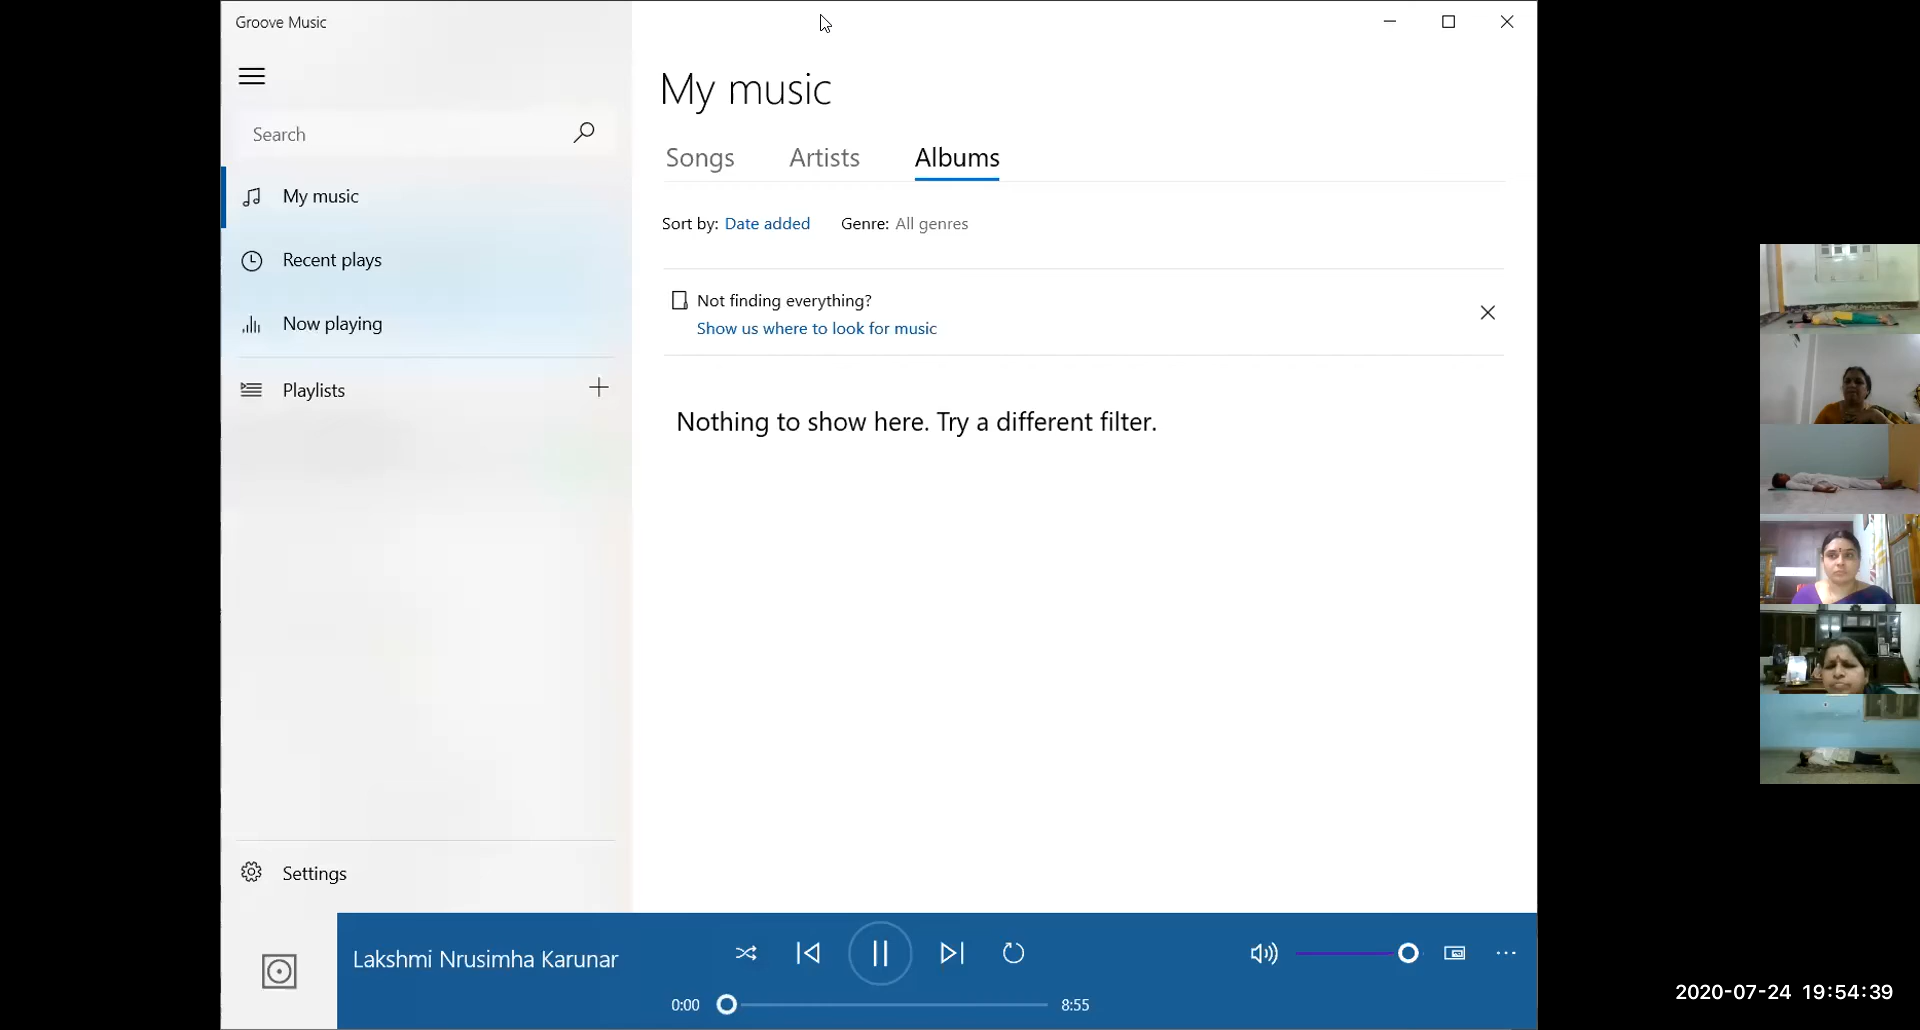 Groove Music
Search
My music
Recent plays
Now playing
Playlists
Settings
My music
Songs Artists Albums
Sort by: Date added Genre: All genres
Not finding everything?
Show us where to look for music
Nothing to show here. Try a different filter.
Lakshmi Nrusimha Karunar
0:00 8:55
2020-07-24 19:54:39